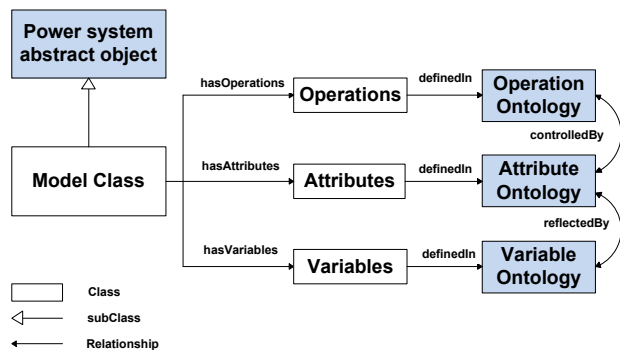 Power system
abstract object
hasOperations
Operations
definedIn
Operation
Ontology
controlledBy
Model Class
hasAttributes
Attributes
definedIn
Attribute
Ontology
reflectedBy
hasVariables
Variables
definedIn
Variable
Ontology
Class
subClass
Relationship